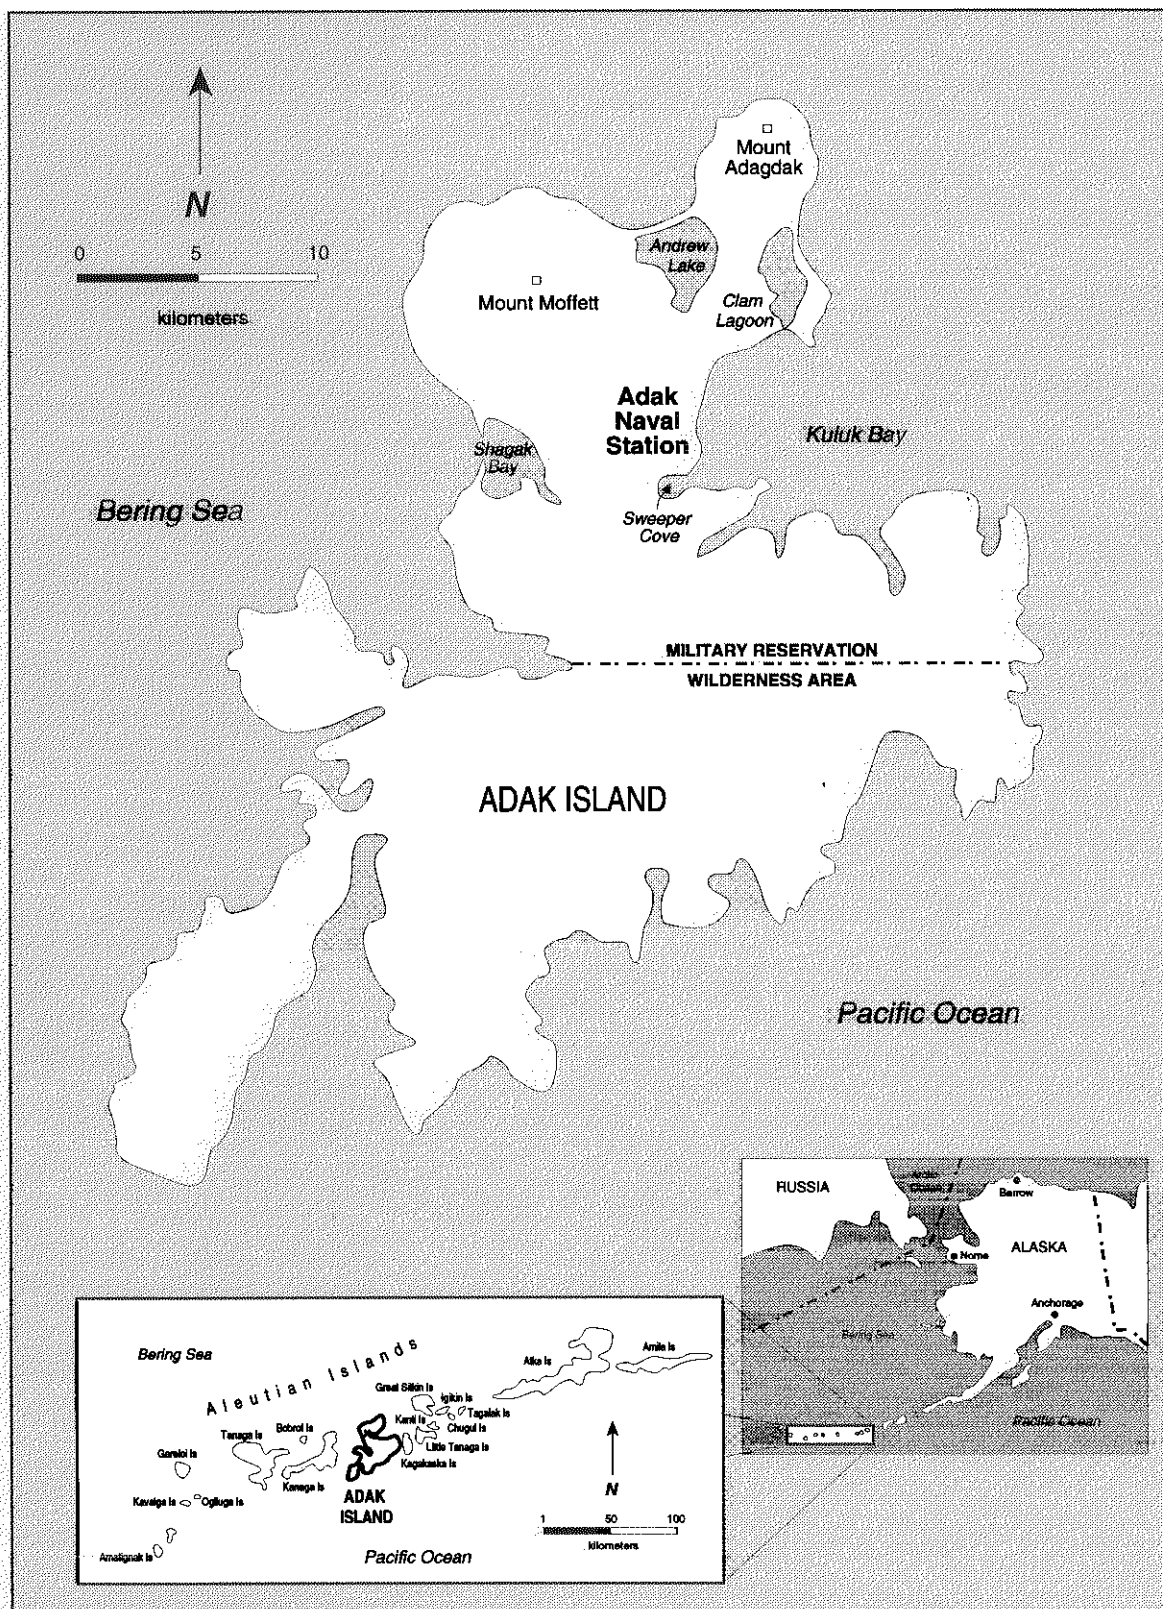 Mount
Adagdak
N
0 5 10
kilometers
Andrew
Lake
Mount Moffett
Clam
Lagoon
Adak
Naval
Station
Kuluk Bay
Shagak
Bay
Bering Sea
Sweeper
Cove
MILITARY RESERVATION
WILDERNESS AREA
ADAK ISLAND
Pacific Ocean
RUSSIA
Ocean
Barrow
Nome
ALASKA
Anchorage
Bering Sea
Pacific Ocean
Bering Sea
Aleutian Islands
Atka Is
Amlia Is
Great Sitkin Is
Igitkin Is
Tagalak Is
Chugul Is
Little Tanaga Is
Kagalaska Is
Bobrof Is
Tanaga Is
Gareloi Is
Kanaga Is
Kavalga Is
Ogliuga Is
ADAK
ISLAND
N
1 50 100
kilometers
Amatignak Is
Pacific Ocean